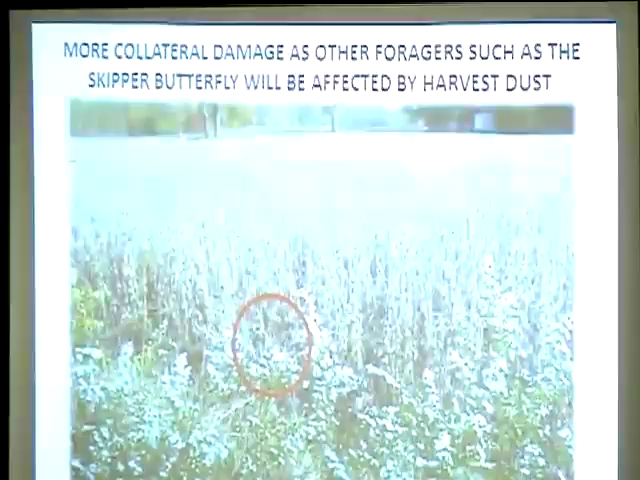 MORE COLLATERAL DAMAGE AS OTHER FORAGERS SUCH AS THE
SKIPPER BUTTERFLY WILL BE AFFECTED BY HARVEST DUST